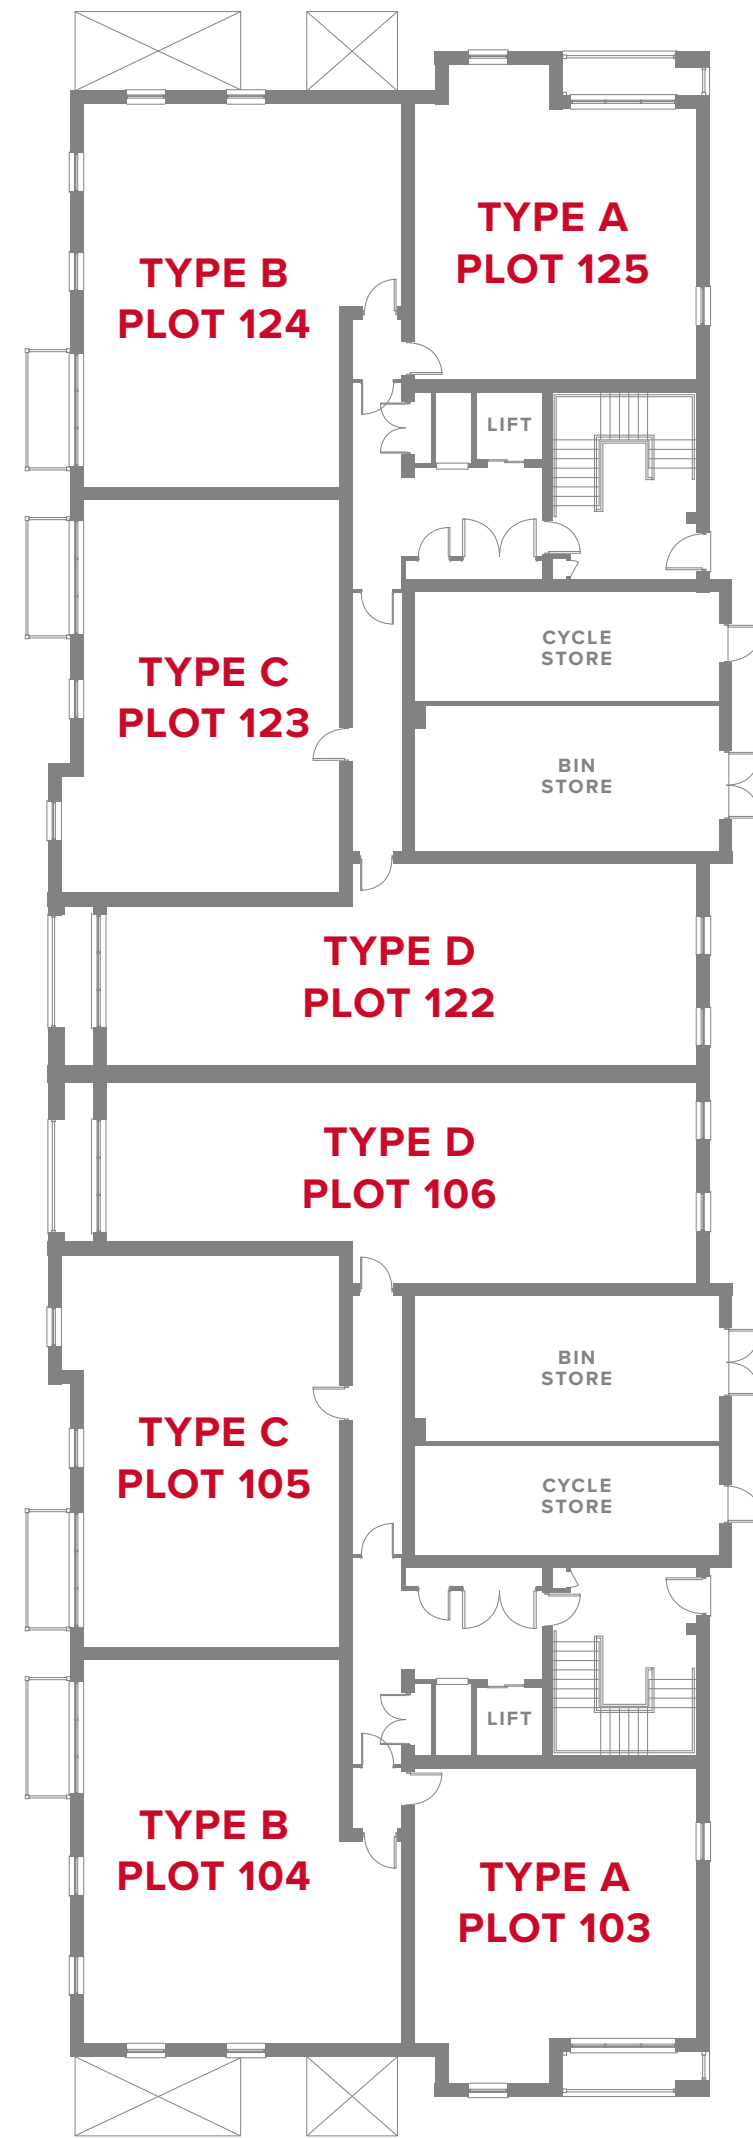 TYPE A
PLOT 125
TYPE B
PLOT 124
LIFT
CYCLE
STORE
TYPE C
PLOT 123
BIN
STORE
TYPE D
PLOT 122
TYPE D
PLOT 106
BIN
STORE
TYPE C
PLOT 105
CYCLE
STORE
LIFT
TYPE B
PLOT 104
TYPE A
PLOT 103